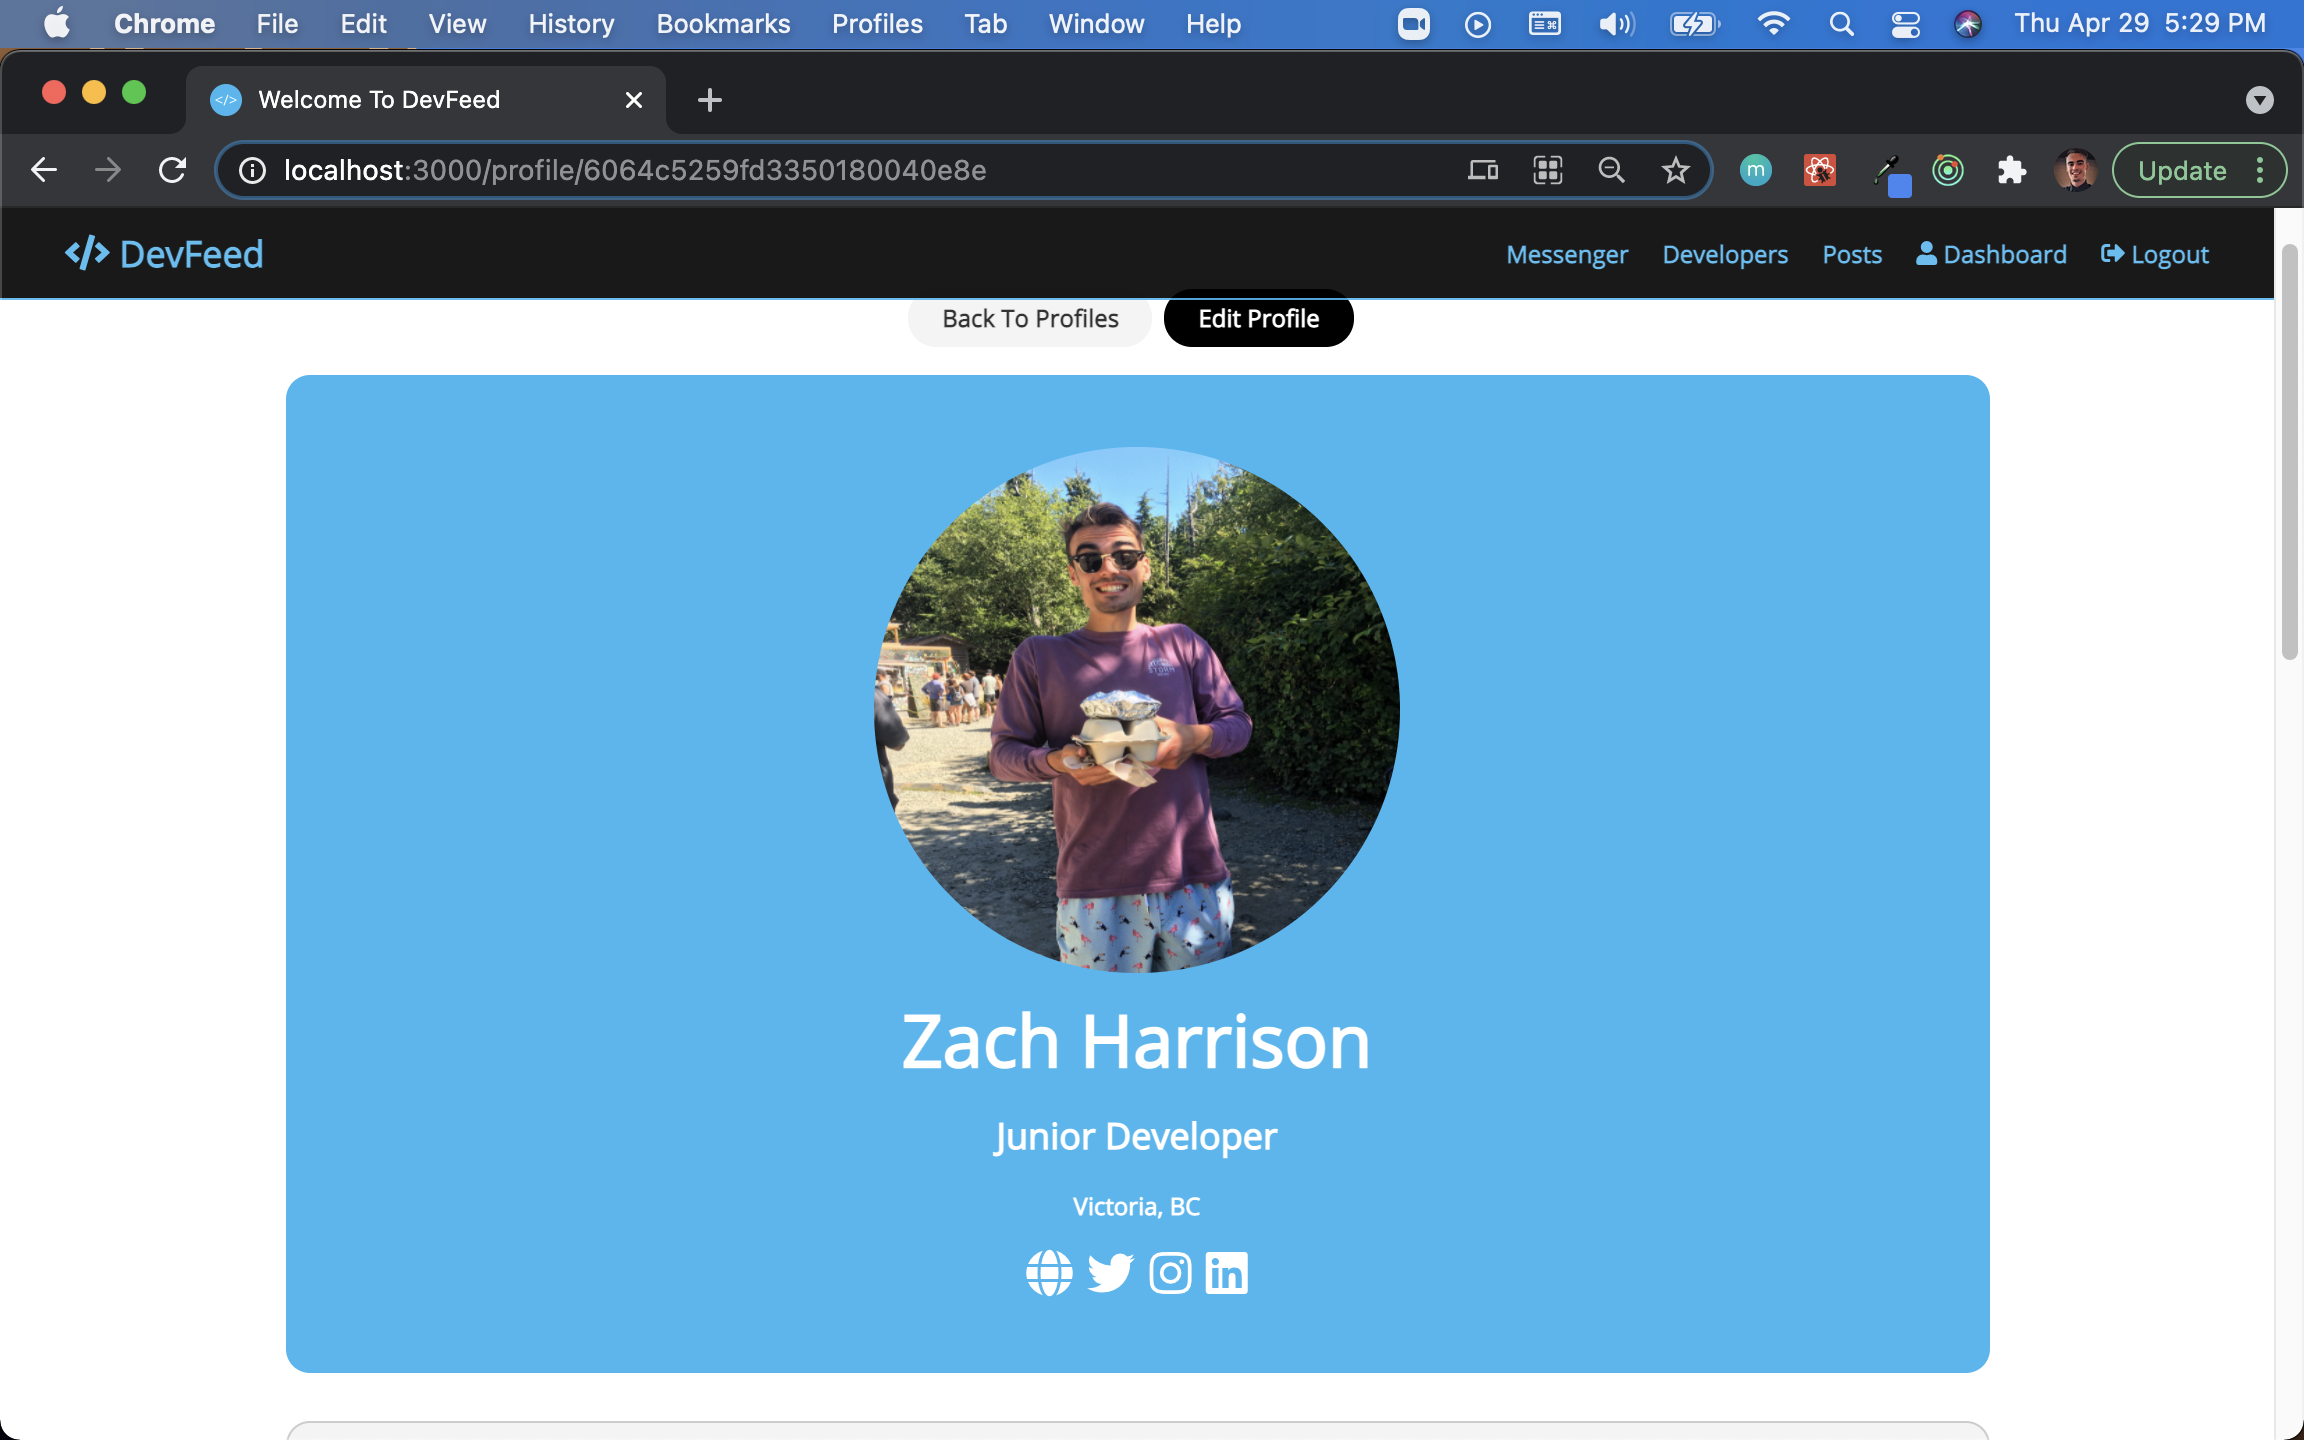 Chrome File Edit View History Bookmarks Profiles Tab Window Help Thu Apr 29 5:29 PM
</> Welcome To DevFeed
localhost:3000/profile/6064c5259fd3350180040e8e m Update
</> DevFeed Messenger Developers Posts Dashboard Logout
Back To Profiles Edit Profile
Zach Harrison
Junior Developer
Victoria, BC
in